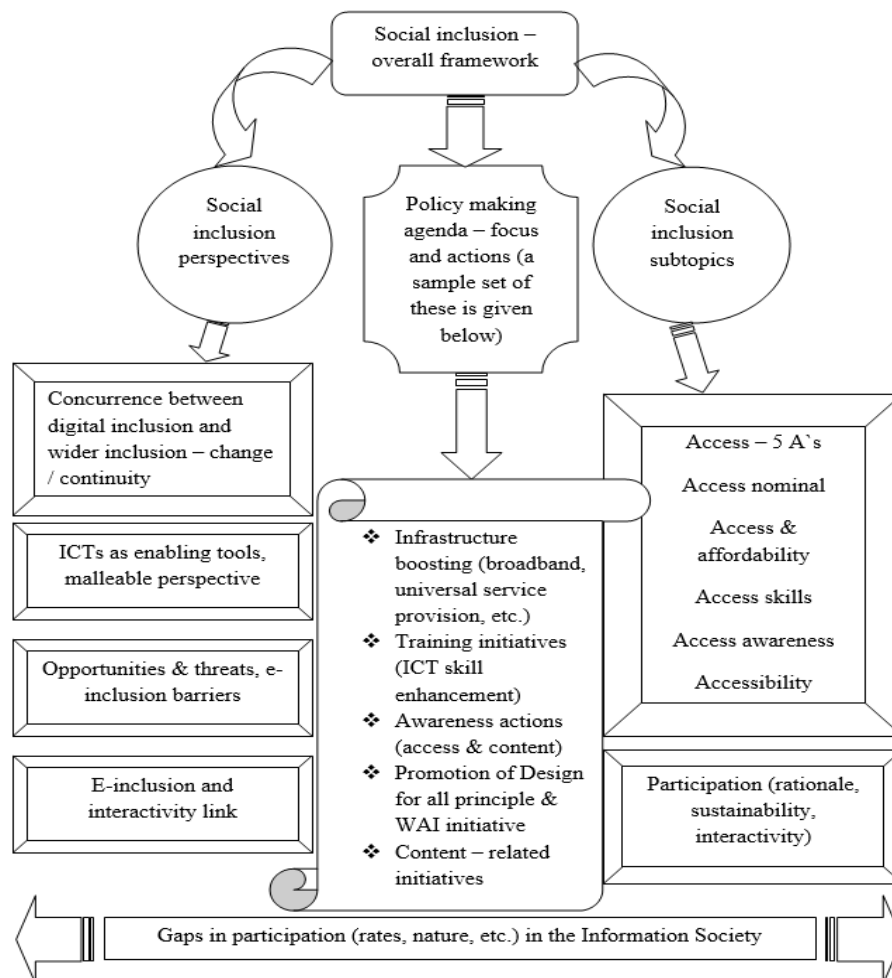 Social inclusion –
overall framework
Social
inclusion
perspectives
Policy making
agenda – focus
and actions (a
sample set of
these is given
below)
Social
inclusion
subtopics
Concurrence between
digital inclusion and
wider inclusion – change
/ continuity
ICTs as enabling tools,
malleable perspective
Opportunities & threats, e-
inclusion barriers
E-inclusion and
interactivity link
❖ Infrastructure
boosting (broadband,
universal service
provision, etc.)
❖ Training initiatives
(ICT skill
enhancement)
❖ Awareness actions
(access & content)
❖ Promotion of Design
for all principle &
WAI initiative
❖ Content – related
initiatives
Access – 5 A`s
Access nominal
Access &
affordability
Access skills
Access awareness
Accessibility
Participation (rationale,
sustainability,
interactivity)
Gaps in participation (rates, nature, etc.) in the Information Society